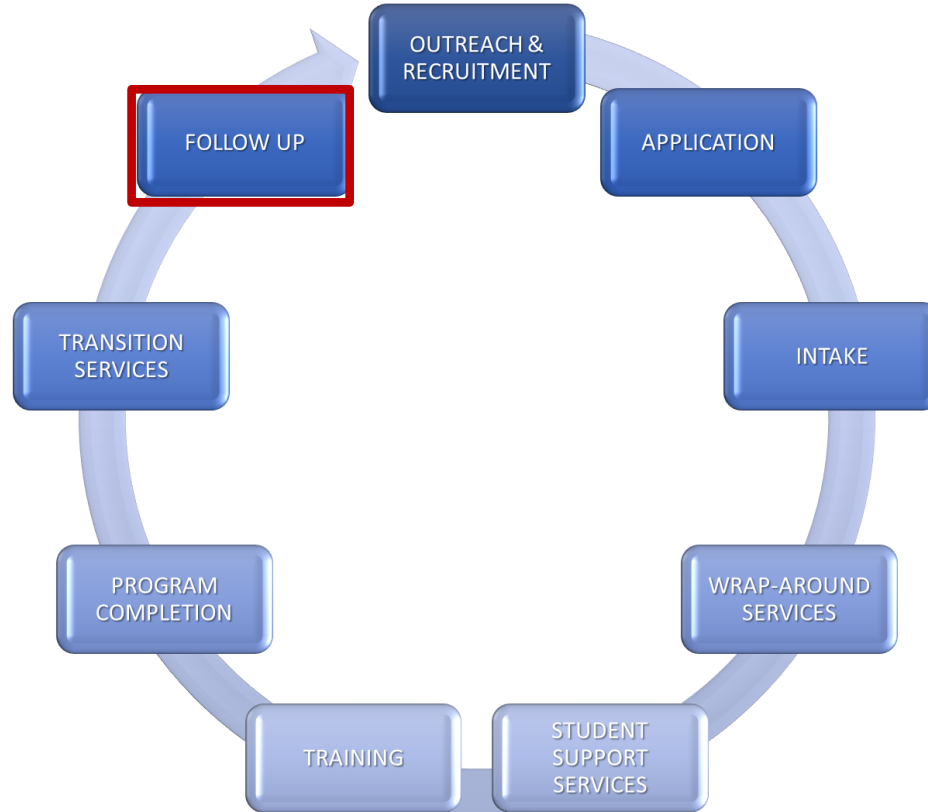 OUTREACH &
RECRUITMENT
APPLICATION
INTAKE
WRAP-AROUND
SERVICES
STUDENT
SUPPORT
SERVICES
TRAINING
PROGRAM
COMPLETION
TRANSITION
SERVICES
FOLLOW UP